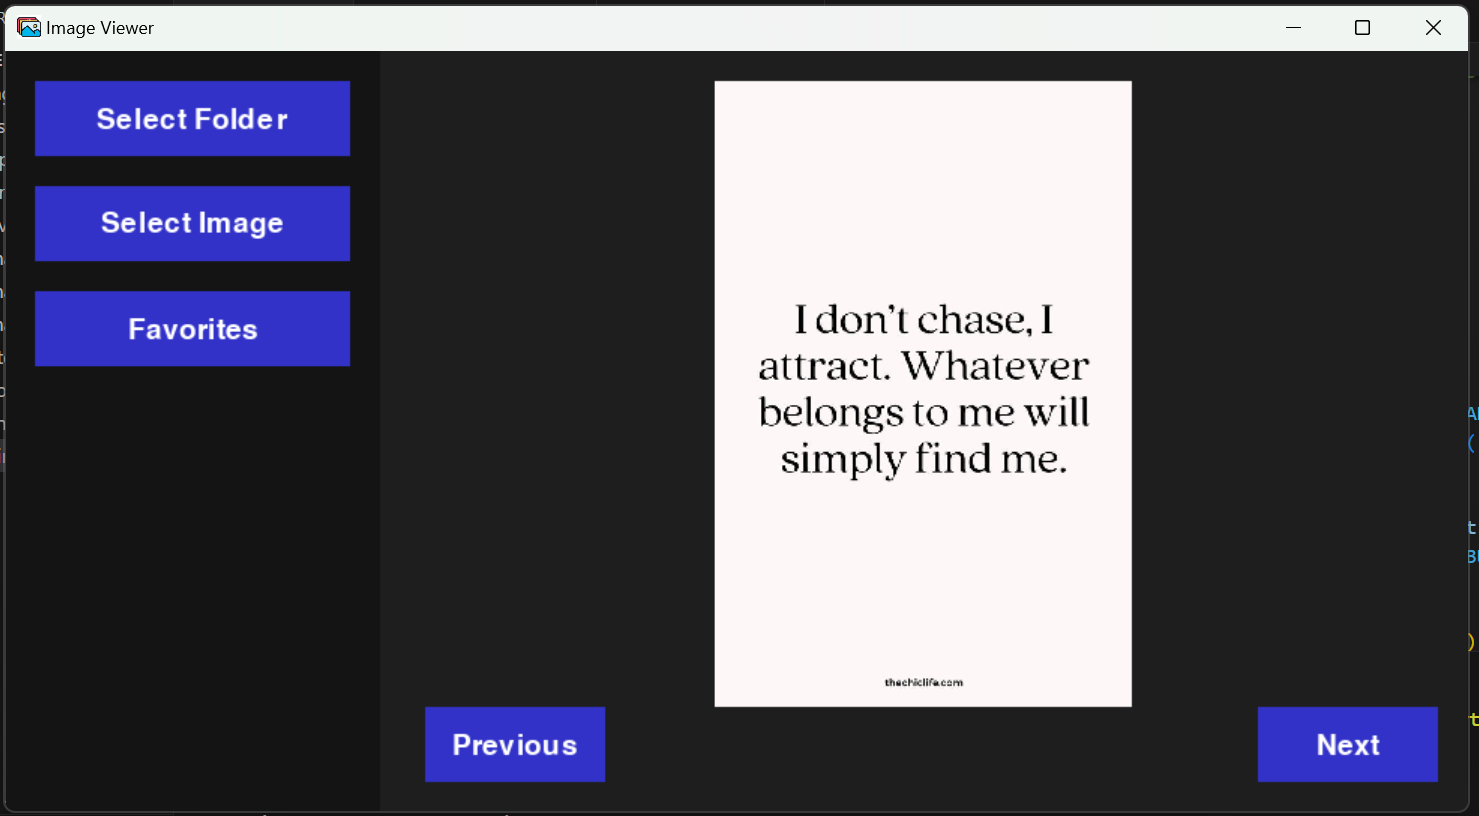 Image Viewer
Select Folder
Select Image
Favorites
I don’t chase, I
attract. Whatever
belongs to me will
simply find me.
thechiclife.com
Previous
Next